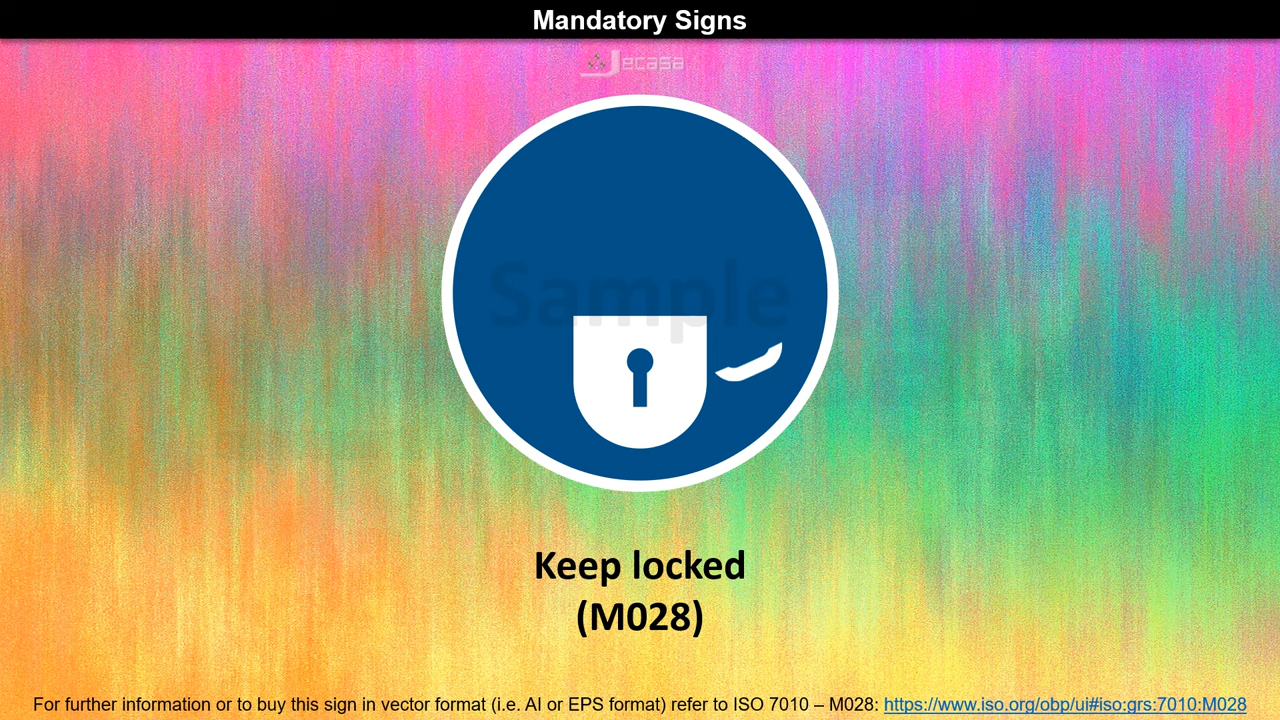 Mandatory Signs
Jecasa
Sample
Keep locked
(M028)
For further information or to buy this sign in vector format (i.e. AI or EPS format) refer to ISO 7010 – M028: https://www.iso.org/obp/ui#iso:grs:7010:M028